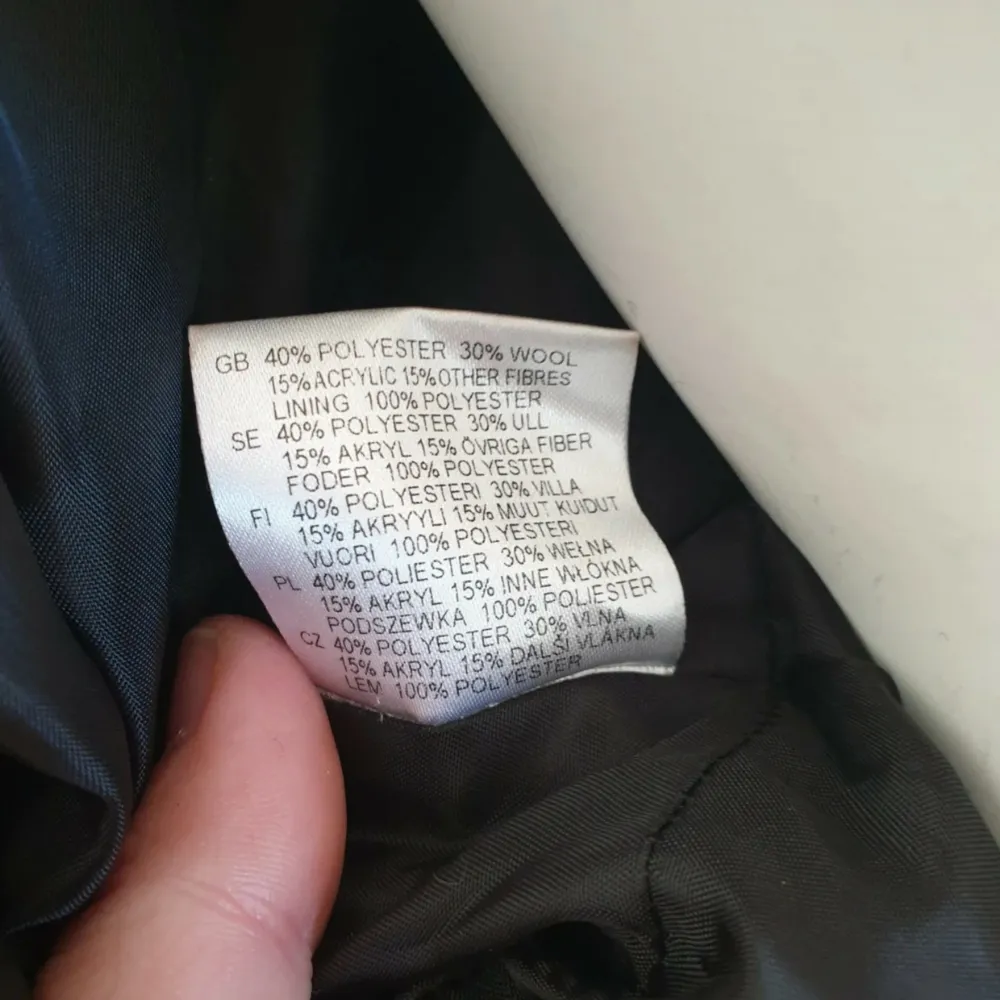 GB 40% POLYESTER 30% WOOL
15% ACRYLIC 15% OTHER FIBRES
LINING 100% POLYESTER
SE 40% POLYESTER 30% ULL
15% AKRYL 15% ÖVRIGA FIBER
FODER 100% POLYESTER
FI 40% POLYESTERI 30% VILLA
15% AKRYYLI 15% MUUT KUIDUT
VUORI 100% POLYESTERI
PL 40% POLIESTER 30% WEŁNA
15% AKRYL 15% INNE WŁÓKNA
PODSZEWKA 100% POLIESTER
CZ 40% POLYESTER 30% VLNA
15% AKRYL 15% DALŠI VLÁKNA
LEM 100% POLYESTER